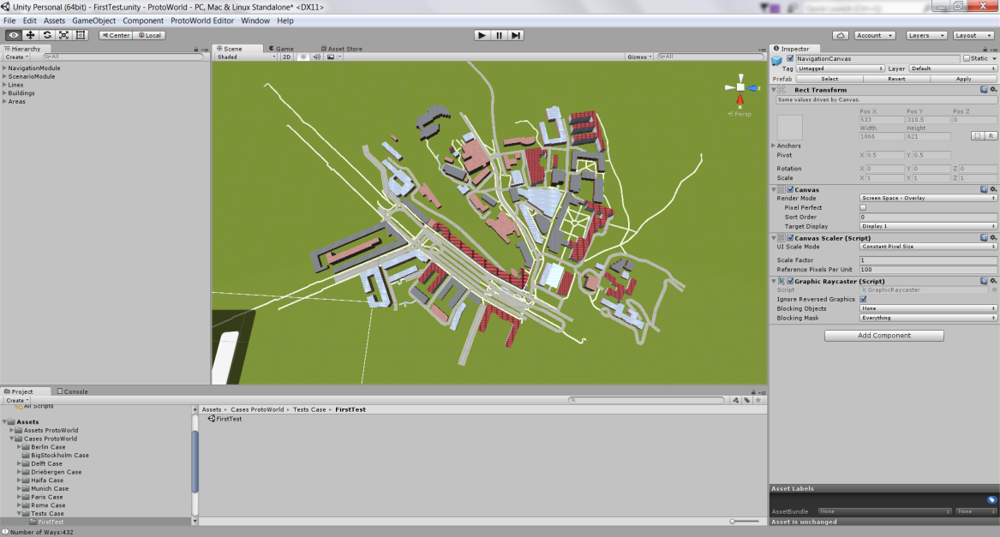 Unity Personal (64bit) - FirstTest.unity - ProtoWorld - PC, Mac & Linux Standalone* <DX11>
File Edit Assets GameObject Component ProtoWorld Editor Window Help
Center Local Account Layers Layout
Hierarchy
Create All
NavigationModule
ScenarioModule
Lines
Buildings
Areas
Scene Game Asset Store
Shaded 2D Gizmos All
z
x
Persp
Inspector
NavigationCanvas Static
Tag Untagged Layer Default
Prefab Select Revert Apply
Rect Transform
Some values driven by Canvas.
Pos X Pos Y Pos Z
533 310.5 0
Width Height
1066 621
R
Anchors
Pivot X 0.5 Y 0.5
Rotation X 0 Y 0 Z 0
Scale X 1 Y 1 Z 1
Canvas
Render Mode Screen Space - Overlay
Pixel Perfect
Sort Order 0
Target Display Display 1
Canvas Scaler (Script)
UI Scale Mode Constant Pixel Size
Scale Factor 1
Reference Pixels Per Unit 100
Graphic Raycaster (Script)
Script GraphicRaycaster
Ignore Reversed Graphics
Blocking Objects None
Blocking Mask Everything
Add Component
Project Console
Create
All Scripts
Assets
Assets ProtoWorld
Cases ProtoWorld
Berlin Case
BigStockholm Case
Delft Case
Driebergen Case
Haifa Case
Munich Case
Paris Case
Rome Case
Tests Case
FirstTest
Assets Cases ProtoWorld Tests Case FirstTest
FirstTest
Asset Labels
AssetBundle None None
Asset is unchanged
Number of Ways:432